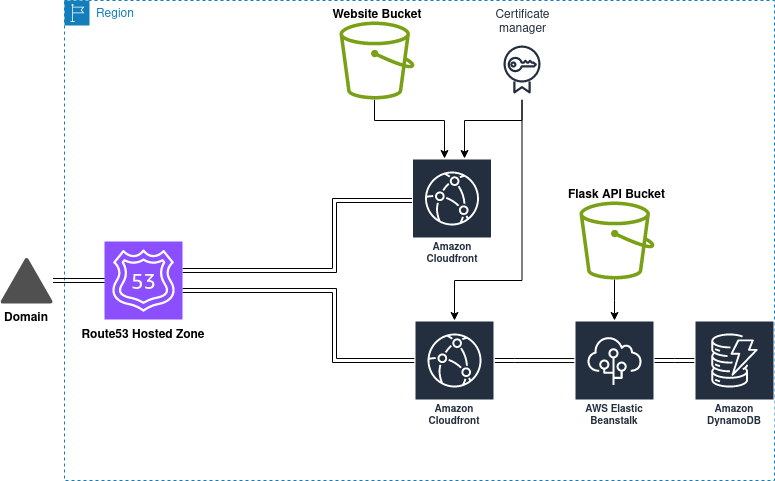 Region
Website Bucket
Certificate
manager
Flask API Bucket
Amazon
Cloudfront
53
Domain
Route53 Hosted Zone
Amazon
Cloudfront
AWS Elastic
Beanstalk
Amazon
DynamoDB